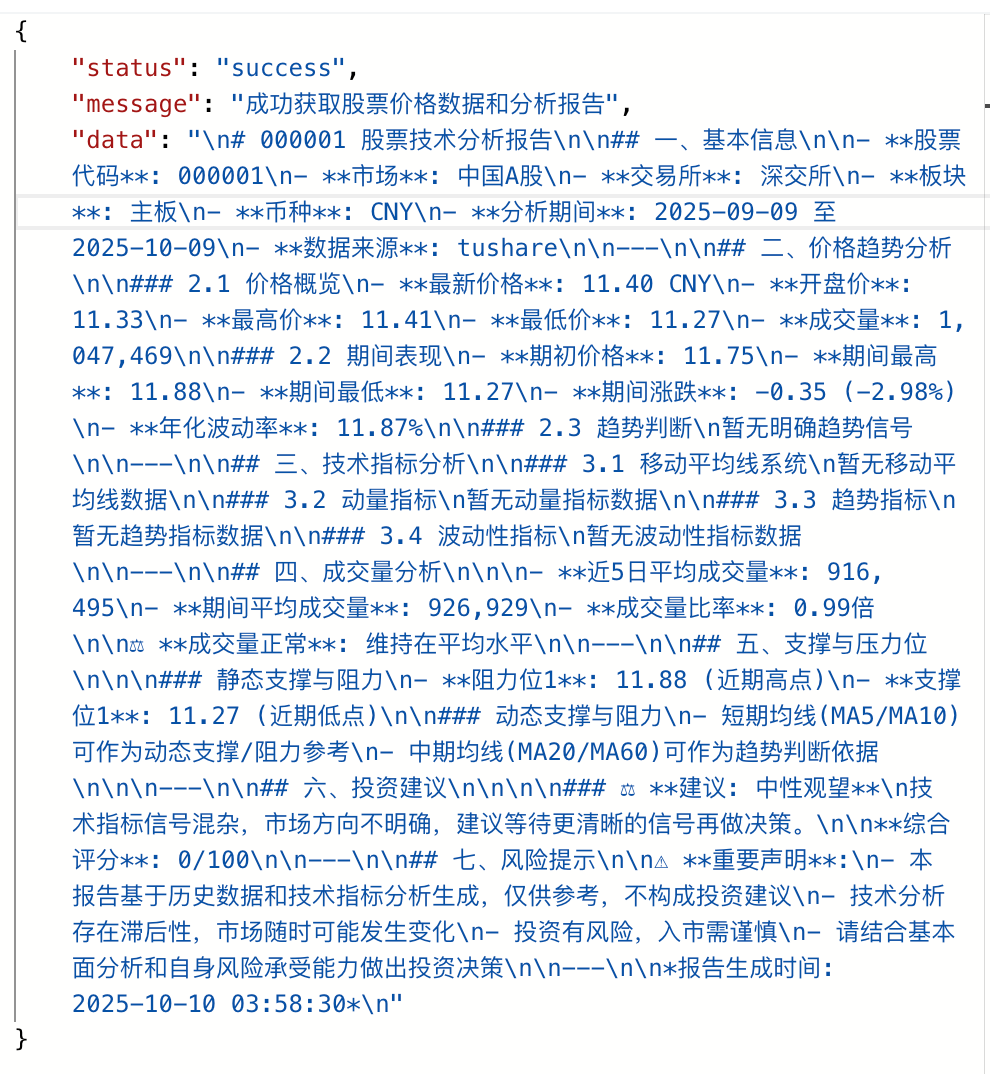 {
"status": "success",
"message": "成功获取股票价格数据和分析报告",
"data": "\n# 000001 股票技术分析报告\n\n## 一、基本信息\n\n- **股票
代码**: 000001\n- **市场**: 中国A股\n- **交易所**: 深交所\n- **板块
**: 主板\n- **币种**: CNY\n- **分析期间**: 2025-09-09 至
2025-10-09\n- **数据来源**: tushare\n\n---\n\n## 二、价格趋势分析
\n\n### 2.1 价格概览\n- **最新价格**: 11.40 CNY\n- **开盘价**:
11.33\n- **最高价**: 11.41\n- **最低价**: 11.27\n- **成交量**: 1,
047,469\n\n### 2.2 期间表现\n- **期初价格**: 11.75\n- **期间最高
**: 11.88\n- **期间最低**: 11.27\n- **期间涨跌**: -0.35 (-2.98%)
\n- **年化波动率**: 11.87%\n\n### 2.3 趋势判断\n暂无明确趋势信号
\n\n---\n\n## 三、技术指标分析\n\n### 3.1 移动平均线系统\n暂无移动平
均线数据\n\n### 3.2 动量指标\n暂无动量指标数据\n\n### 3.3 趋势指标\n
暂无趋势指标数据\n\n### 3.4 波动性指标\n暂无波动性指标数据
\n\n---\n\n## 四、成交量分析\n\n\n- **近5日平均成交量**: 916,
495\n- **期间平均成交量**: 926,929\n- **成交量比率**: 0.99倍
\n\n⚖ **成交量正常**: 维持在平均水平\n\n---\n\n## 五、支撑与压力位
\n\n\n### 静态支撑与阻力\n- **阻力位1**: 11.88 (近期高点)\n- **支撑
位1**: 11.27 (近期低点)\n\n### 动态支撑与阻力\n- 短期均线(MA5/MA10)
可作为动态支撑/阻力参考\n- 中期均线(MA20/MA60)可作为趋势判断依据
\n\n\n---\n\n## 六、投资建议\n\n\n\n### ⚖ **建议: 中性观望**\n技
术指标信号混杂，市场方向不明确，建议等待更清晰的信号再做决策。\n\n**综合
评分**: 0/100\n\n---\n\n## 七、风险提示\n\n⚠ **重要声明**:\n- 本
报告基于历史数据和技术指标分析生成，仅供参考，不构成投资建议\n- 技术分析
存在滞后性，市场随时可能发生变化\n- 投资有风险，入市需谨慎\n- 请结合基本
面分析和自身风险承受能力做出投资决策\n\n---\n\n*报告生成时间:
2025-10-10 03:58:30*\n"
}